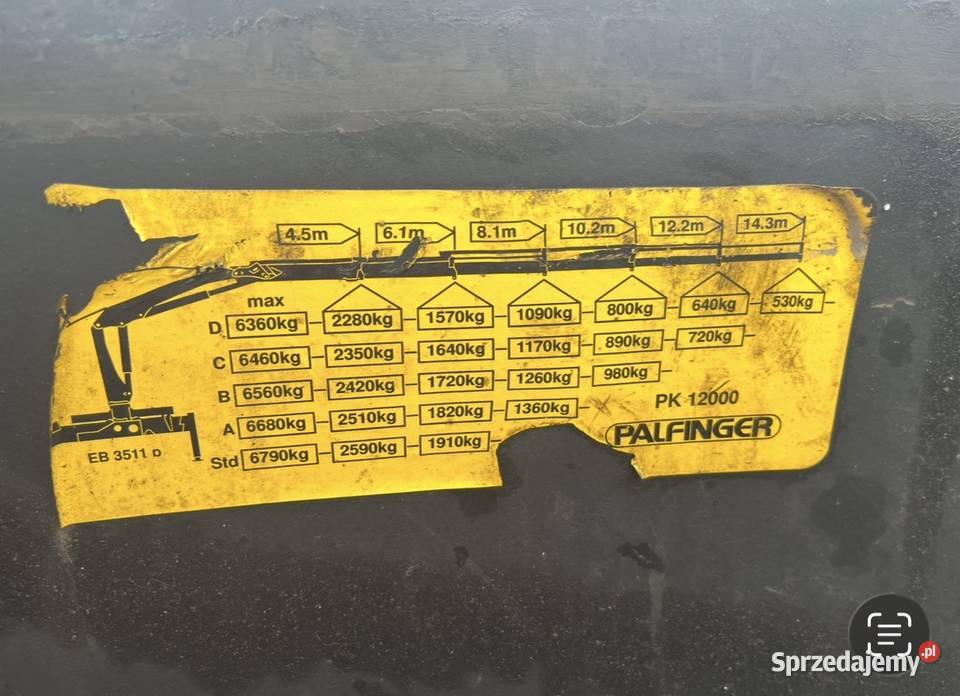 4.5m 6.1m 8.1m 10.2m 12.2m 14.3m
max
D 6360kg 2280kg 1570kg 1090kg 800kg 640kg 530kg
C 6460kg 2350kg 1640kg 1170kg 890kg 720kg
B 6560kg 2420kg 1720kg 1260kg 980kg
A 6680kg 2510kg 1820kg 1360kg
Std 6790kg 2590kg 1910kg
PK 12000
PALFINGER
EB 3511 D
Sprzedajemy.pl